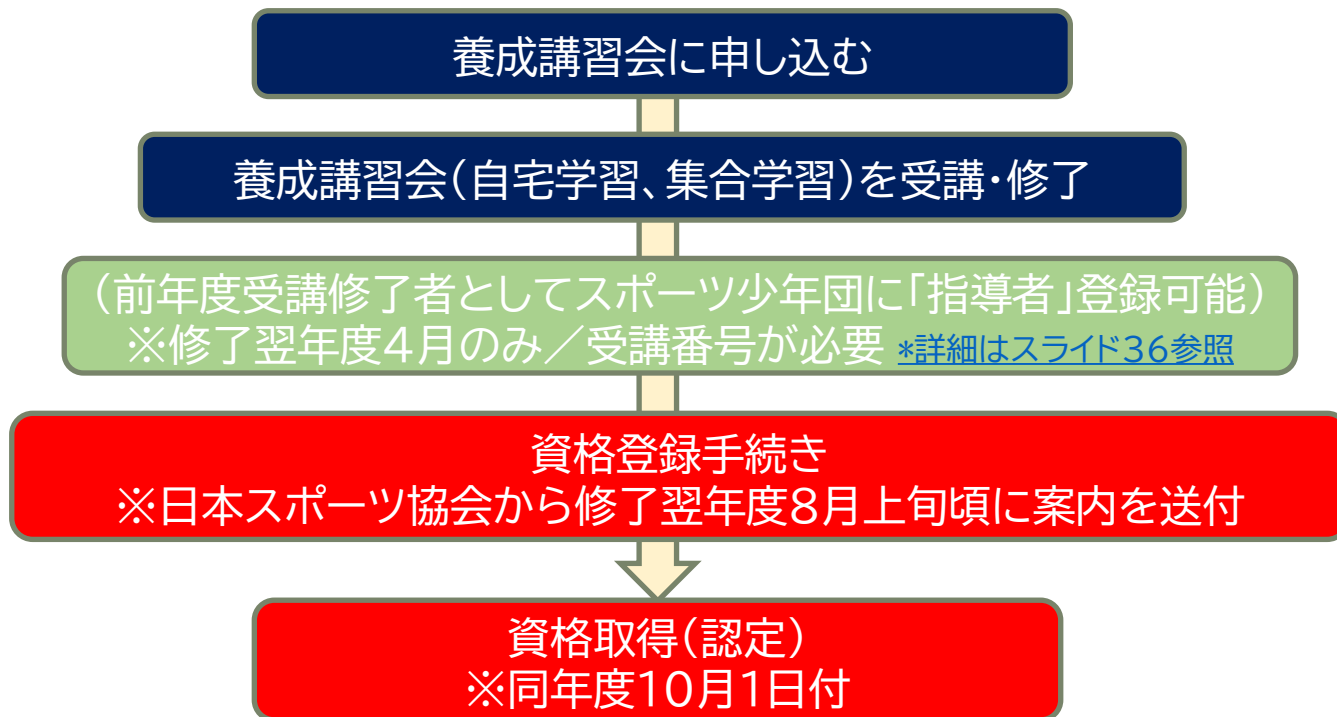 養成講習会に申し込む
養成講習会(自宅学習、集合学習)を受講・修了
(前年度受講修了者としてスポーツ少年団に「指導者」登録可能)
※修了翌年度4月のみ／受講番号が必要 *詳細はスライド36参照
資格登録手続き
※日本スポーツ協会から修了翌年度8月上旬頃に案内を送付
資格取得(認定)
※同年度10月1日付